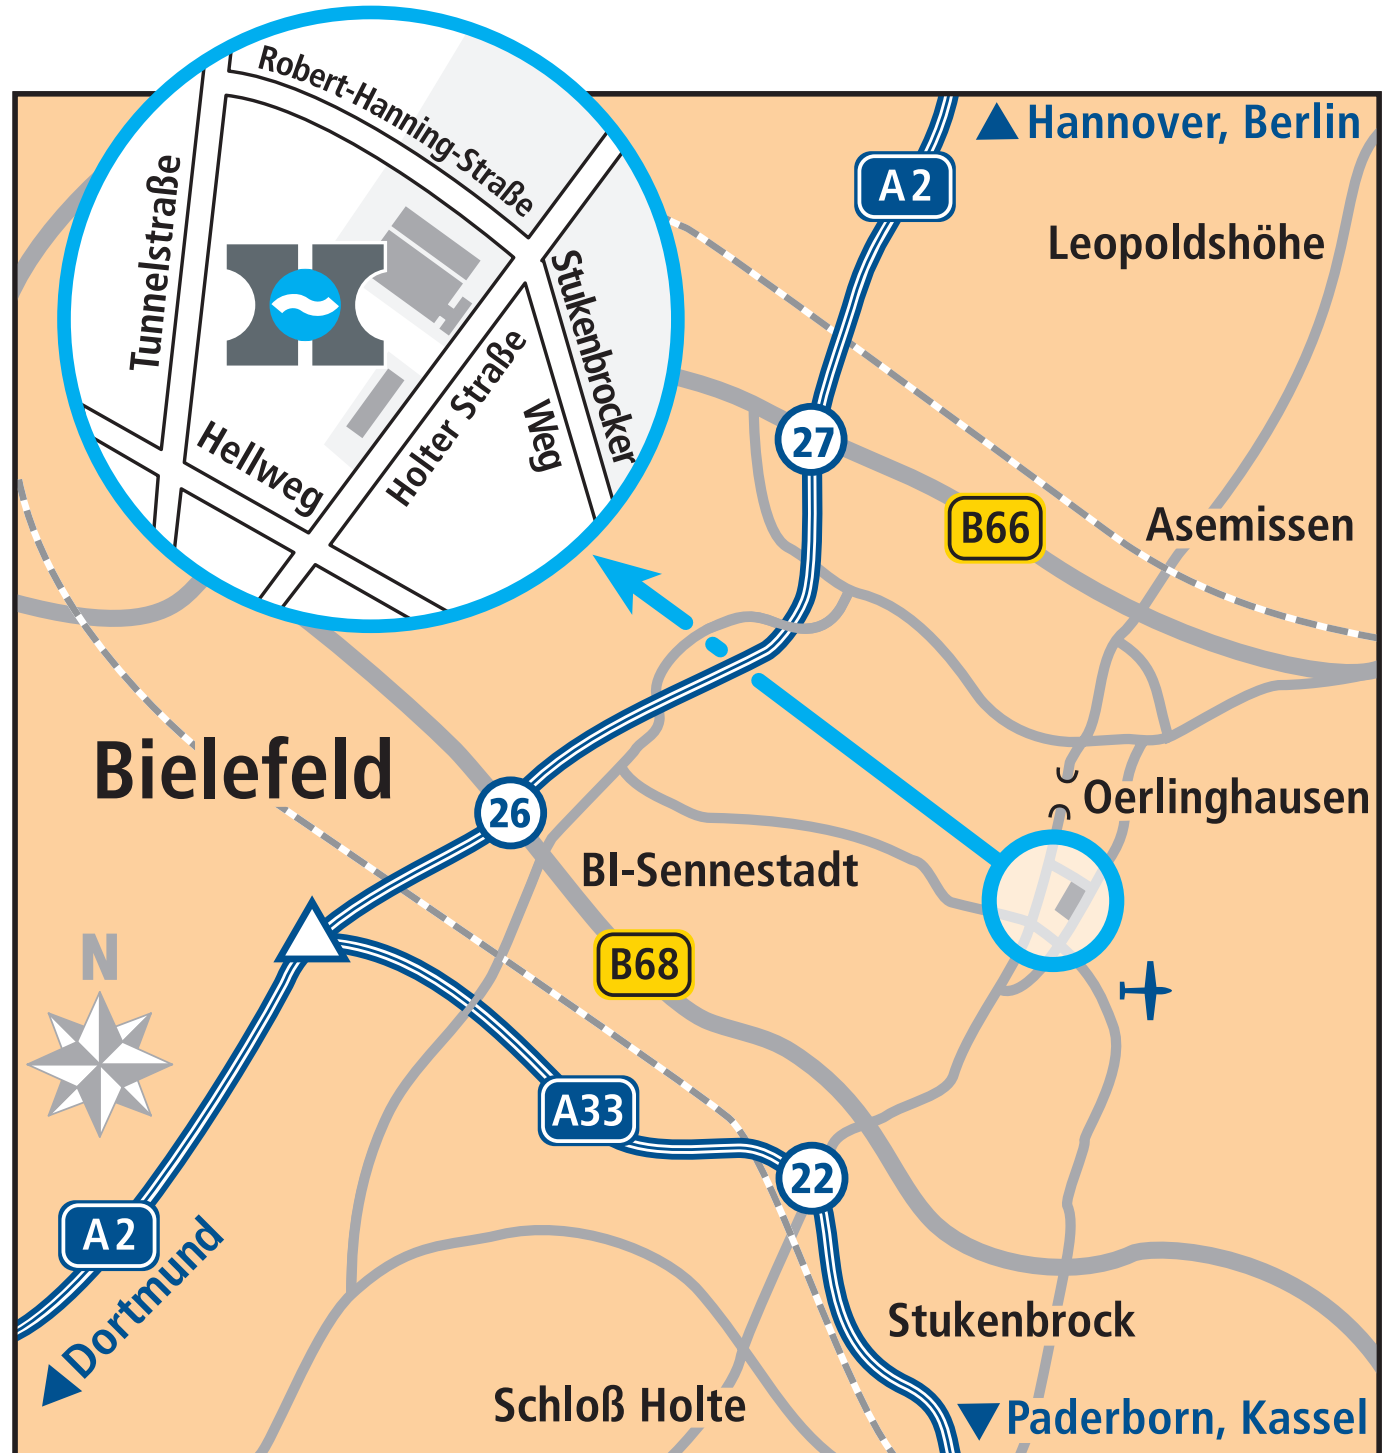 Robert-Hanning-Straße
Hannover, Berlin
A2
Tunnelstraße
Leopoldshöhe
Stukenbrocker
Weg
Holter Straße
Hellweg
27
B66
Asemissen
Bielefeld
26
Oerlinghausen
BI-Sennestadt
N
B68
A33
22
A2
Dortmund
Stukenbrock
Schloß Holte
Paderborn, Kassel